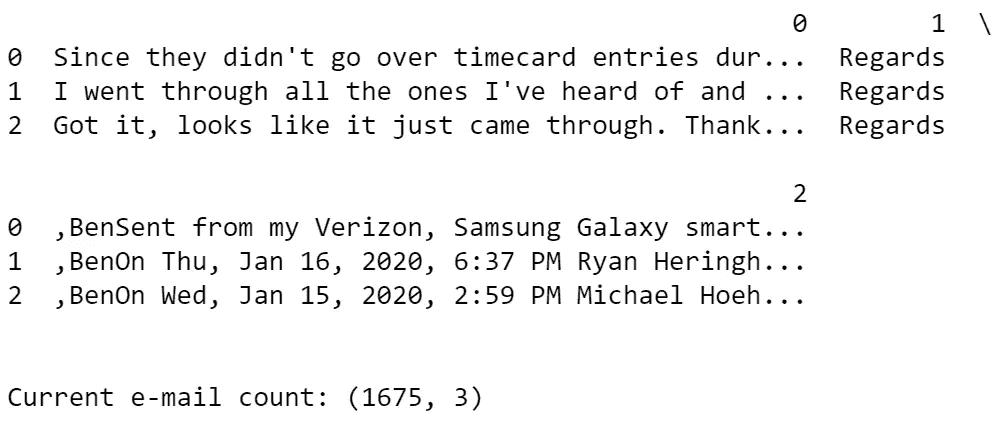 0 1 \
0 Since they didn't go over timecard entries dur... Regards
1 I went through all the ones I've heard of and ... Regards
2 Got it, looks like it just came through. Thank... Regards
2
0 ,BenSent from my Verizon, Samsung Galaxy smart...
1 ,BenOn Thu, Jan 16, 2020, 6:37 PM Ryan Heringh...
2 ,BenOn Wed, Jan 15, 2020, 2:59 PM Michael Hoeh...
Current e-mail count: (1675, 3)